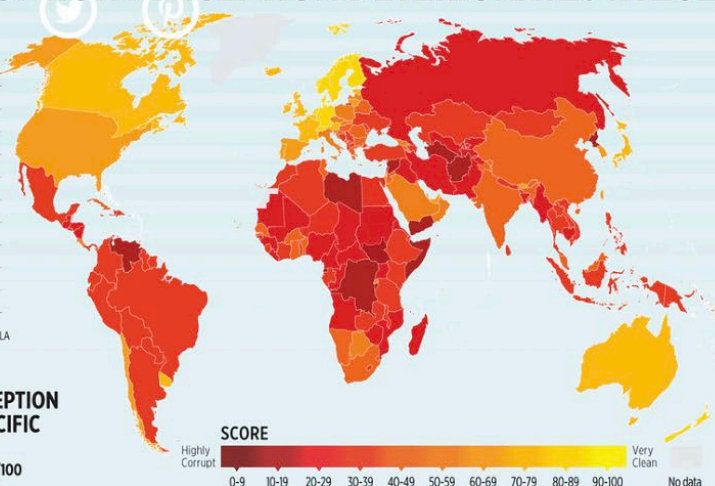 LA
EPTION
CIFIC
/100
SCORE
Highly
Corrupt
Very
Clean
0-9 10-19 20-29 30-39 40-49 50-59 60-69 70-79 80-89 90-100 No data